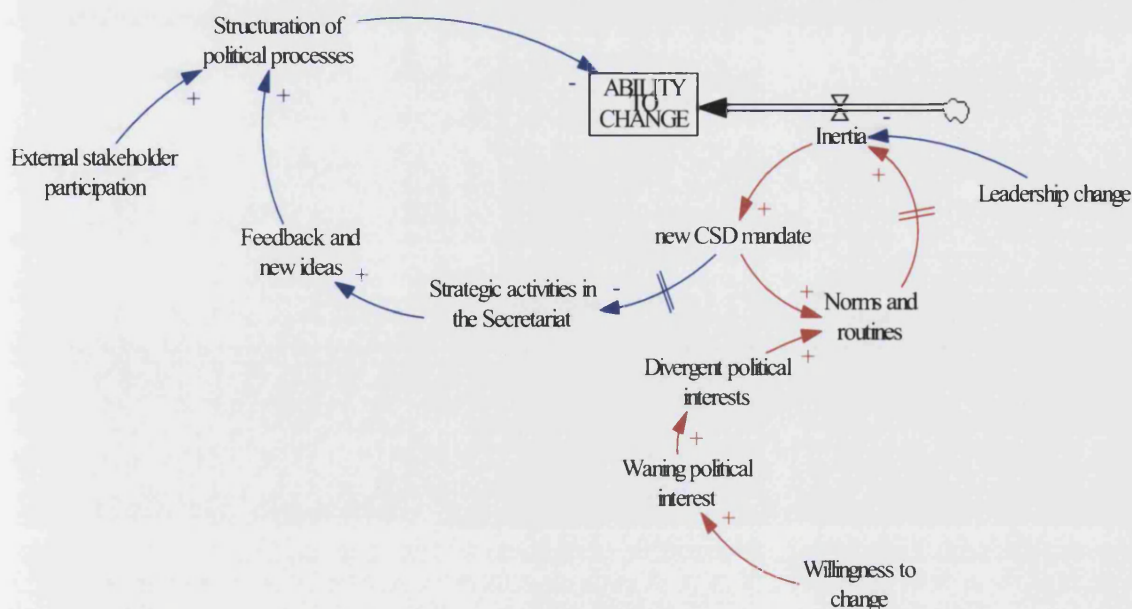 Structuration of
political processes
+
+
-
ABILITY
TO
CHANGE
-
Inertia
+
Leadership change
External stakeholder
participation
+
new CSD mandate
Feedback and
new ideas
+
Strategic activities in
the Secretariat
-
+
Norms and
routines
+
Divergent political
interests
+
Waning political
interest
+
Willingness to
change